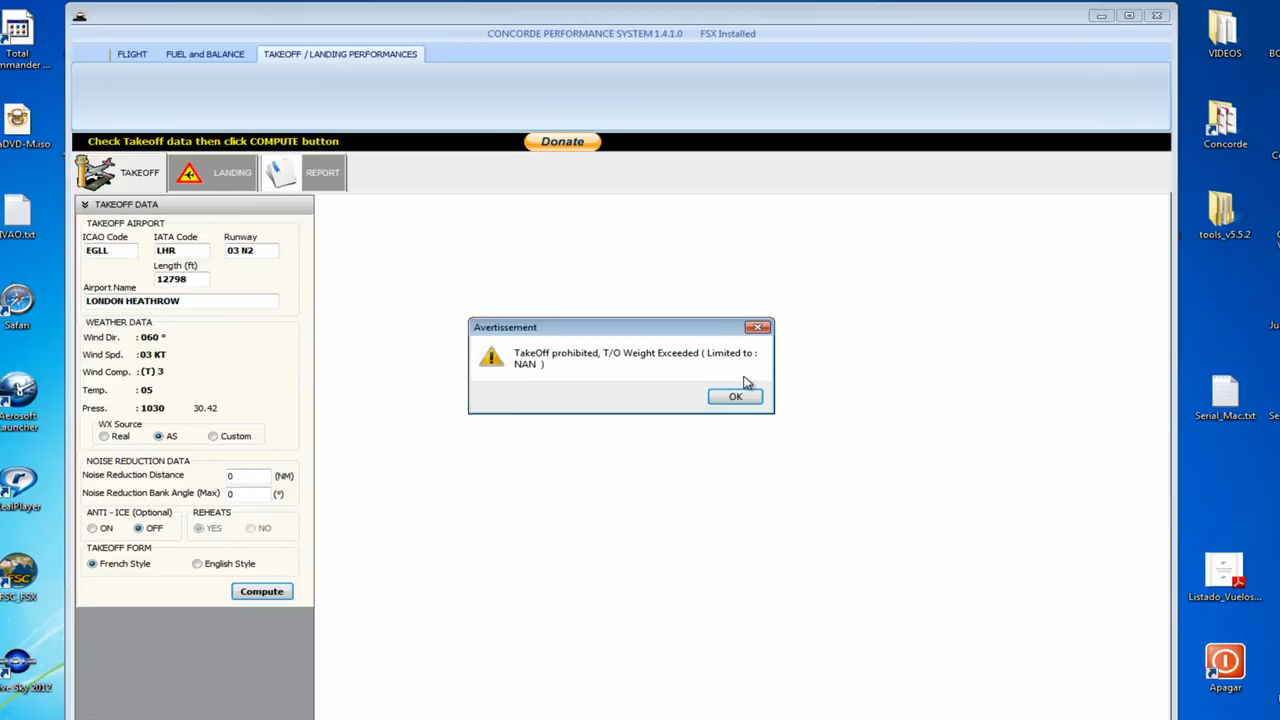 CONCORDE PERFORMANCE SYSTEM 1.4.1.0 FSX Installed
FLIGHT FUEL and BALANCE TAKEOFF / LANDING PERFORMANCES
Check Takeoff data then click COMPUTE button
Donate
TAKEOFF LANDING REPORT
TAKEOFF DATA
TAKEOFF AIRPORT
ICAO Code IATA Code Runway
EGLL LHR 03 N2
Length (ft)
12798
Airport Name
LONDON HEATHROW
WEATHER DATA
Wind Dir. : 060 °
Wind Spd. : 03 KT
Wind Comp. : (T) 3
Temp. : 05
Press. : 1030 30.42
WX Source
Real AS Custom
NOISE REDUCTION DATA
Noise Reduction Distance 0 (NM)
Noise Reduction Bank Angle (Max) 0 (°)
ANTI - ICE (Optional) REHEATS
ON OFF YES NO
TAKEOFF FORM
French Style English Style
Compute
Avertissement
TakeOff prohibited, T/O Weight Exceeded ( Limited to :
NAN )
OK
Total
mmander ...
aDVD-M.iso
IVAO.txt
Safari
Aerosoft
Launcher
RealPlayer
FSC_FSX
ive Sky 2012
VIDEOS
Concorde
tools_v5.5.2
Serial_Mac.txt
Listado_Vuelos...
Apagar